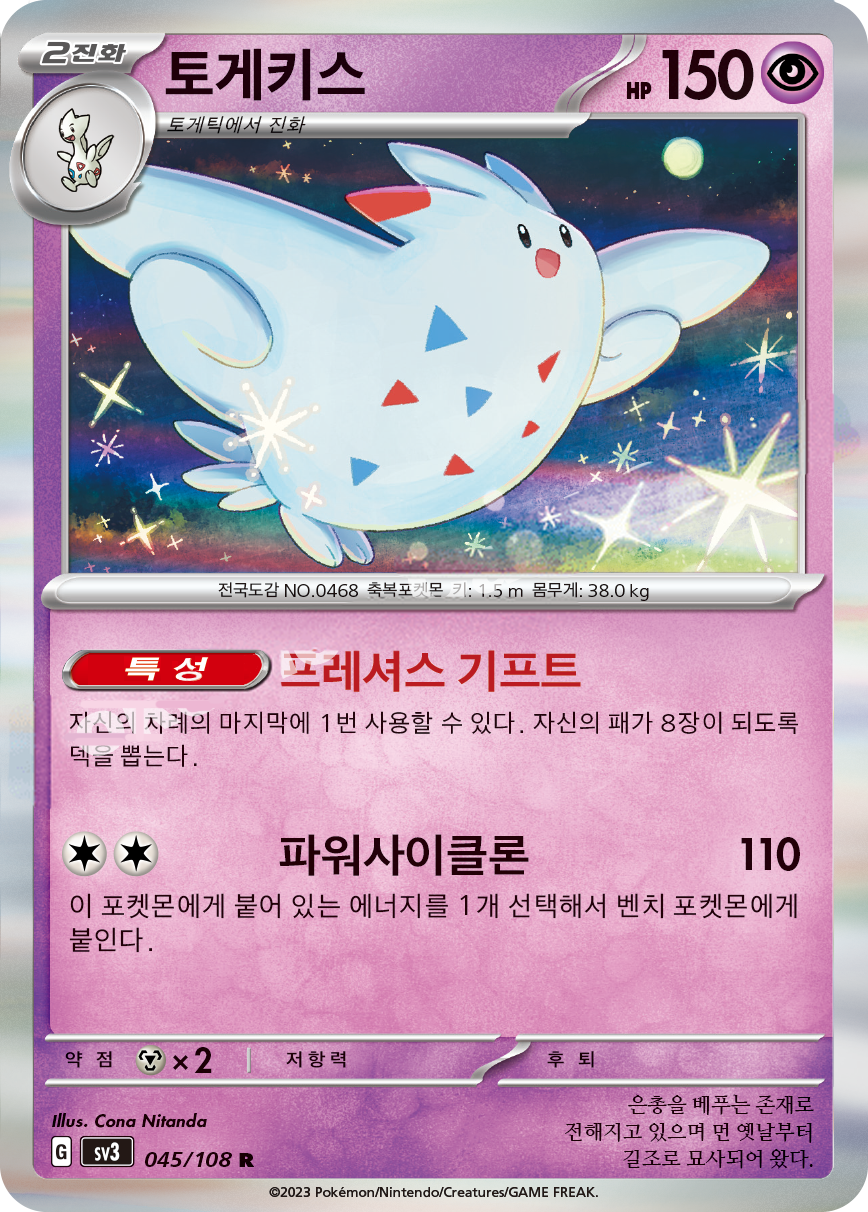 2진화
토게키스
HP 150
토게틱에서 진화
전국도감 NO.0468 축복포켓몬 키: 1.5 m 몸무게: 38.0 kg
특성 프레셔스 기프트
자신의 차례의 마지막에 1번 사용할 수 있다. 자신의 패가 8장이 되도록
덱을 뽑는다.
파워사이클론 110
이 포켓몬에게 붙어 있는 에너지를 1개 선택해서 벤치 포켓몬에게
붙인다.
약점 ×2 저항력 후퇴
Illus. Cona Nitanda
은총을 베푸는 존재로
전해지고 있으며 먼 옛날부터
길조로 묘사되어 왔다.
G sv3 045/108 R
©2023 Pokémon/Nintendo/Creatures/GAME FREAK.